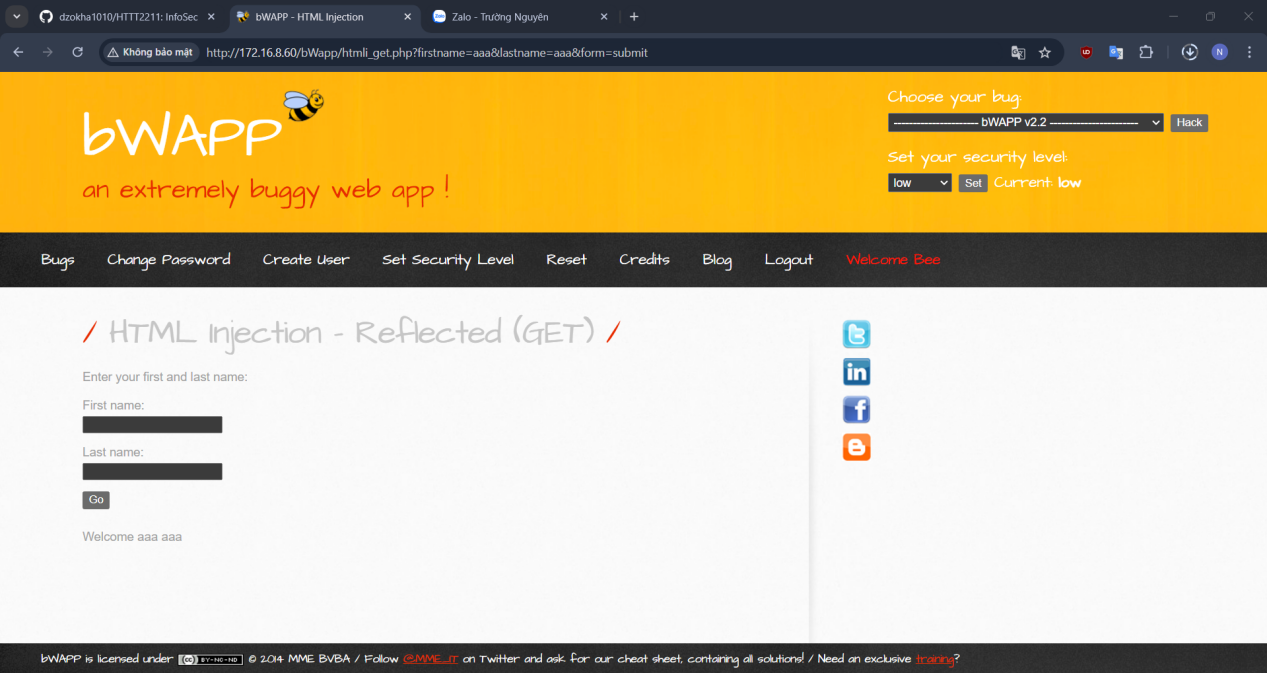 dzokha1010/HTTT2211: InfoSec
bWAPP - HTML Injection
Zalo - Trường Nguyên
Không bảo mật
http://172.16.8.60/bWapp/htmli_get.php?firstname=aaa&lastname=aaa&form=submit
N
bWAPP
an extremely buggy web app !
Choose your bug:
---------------------- bWAPP v2.2 -----------------------
Hack
Set your security level:
low
Set
Current: low
Bugs
Change Password
Create User
Set Security Level
Reset
Credits
Blog
Logout
Welcome Bee
/ HTML Injection - Reflected (GET) /
Enter your first and last name:
First name:
Last name:
Go
Welcome aaa aaa
bWAPP is licensed under (cc) BY-NC-ND © 2014 MME BVBA / Follow @MME_IT on Twitter and ask for our cheat sheet, containing all solutions! / Need an exclusive training?